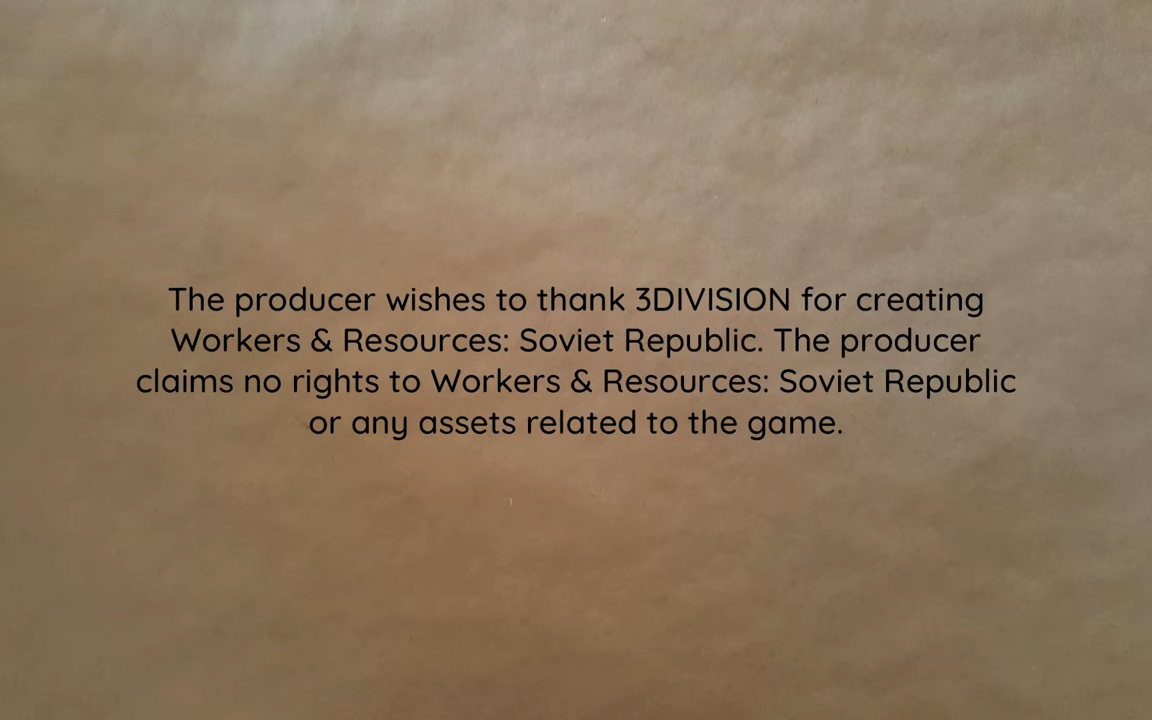 The producer wishes to thank 3DIVISION for creating
Workers & Resources: Soviet Republic. The producer
claims no rights to Workers & Resources: Soviet Republic
or any assets related to the game.